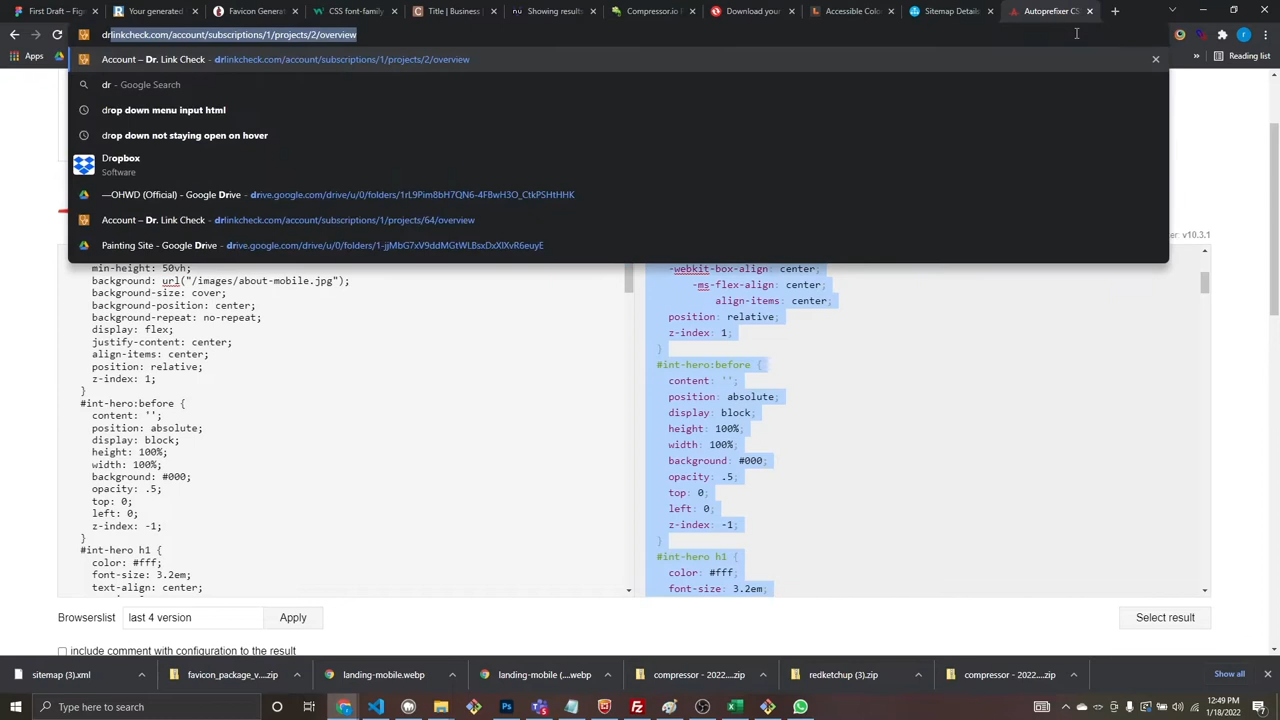 First Draft – Fig
Your generated
Favicon Genera
CSS font-family
Title | Business
Showing results
Compressor.io
Download your
Accessible Colo
Sitemap Details
Autoprefixer CS
drlinkcheck.com/account/subscriptions/1/projects/2/overview
Apps
Reading list
Account – Dr. Link Check - drlinkcheck.com/account/subscriptions/1/projects/2/overview
dr - Google Search
drop down menu input html
drop down not staying open on hover
Dropbox
Software
—OHWD (Official) - Google Drive - drive.google.com/drive/u/0/folders/1rL9Pim8bH7QN6-4FBwH3O_CtkPSHtHHK
Account – Dr. Link Check - drlinkcheck.com/account/subscriptions/1/projects/64/overview
Painting Site - Google Drive - drive.google.com/drive/u/0/folders/1-jjMbG7xV9ddMGtWLBsxDxXlXvR6euyE
v10.3.1
min-height: 50vh;
background: url("/images/about-mobile.jpg");
background-size: cover;
background-position: center;
background-repeat: no-repeat;
display: flex;
justify-content: center;
align-items: center;
position: relative;
z-index: 1;
}
#int-hero:before {
content: '';
position: absolute;
display: block;
height: 100%;
width: 100%;
background: #000;
opacity: .5;
top: 0;
left: 0;
z-index: -1;
}
#int-hero h1 {
color: #fff;
font-size: 3.2em;
text-align: center;
-webkit-box-align: center;
-ms-flex-align: center;
align-items: center;
position: relative;
z-index: 1;
}
#int-hero:before {
content: '';
position: absolute;
display: block;
height: 100%;
width: 100%;
background: #000;
opacity: .5;
top: 0;
left: 0;
z-index: -1;
}
#int-hero h1 {
color: #fff;
font-size: 3.2em;
Browserslist
last 4 version
Apply
Select result
include comment with configuration to the result
sitemap (3).xml
favicon_package_v....zip
landing-mobile.webp
landing-mobile (....webp
compressor - 2022....zip
redketchup (3).zip
compressor - 2022....zip
Show all
Type here to search
12:49 PM
1/18/2022